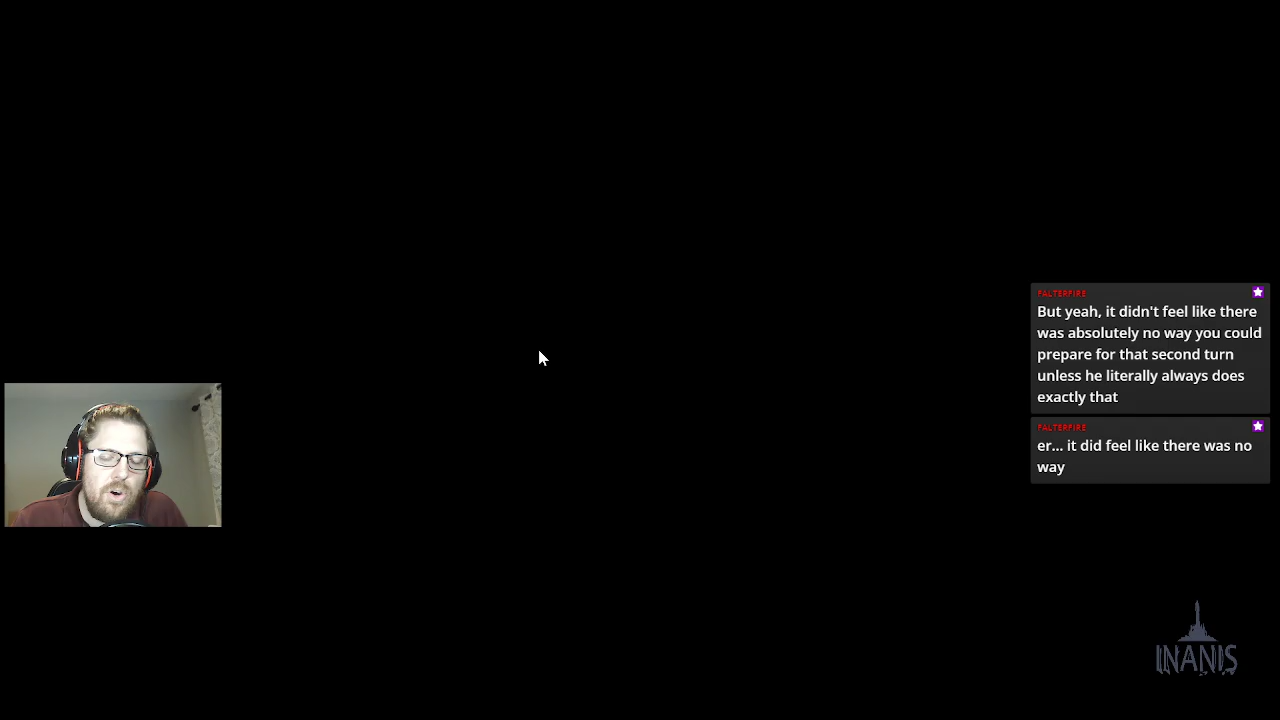 FALTERFIRE
But yeah, it didn't feel like there
was absolutely no way you could
prepare for that second turn
unless he literally always does
exactly that
FALTERFIRE
er... it did feel like there was no
way
INANIS